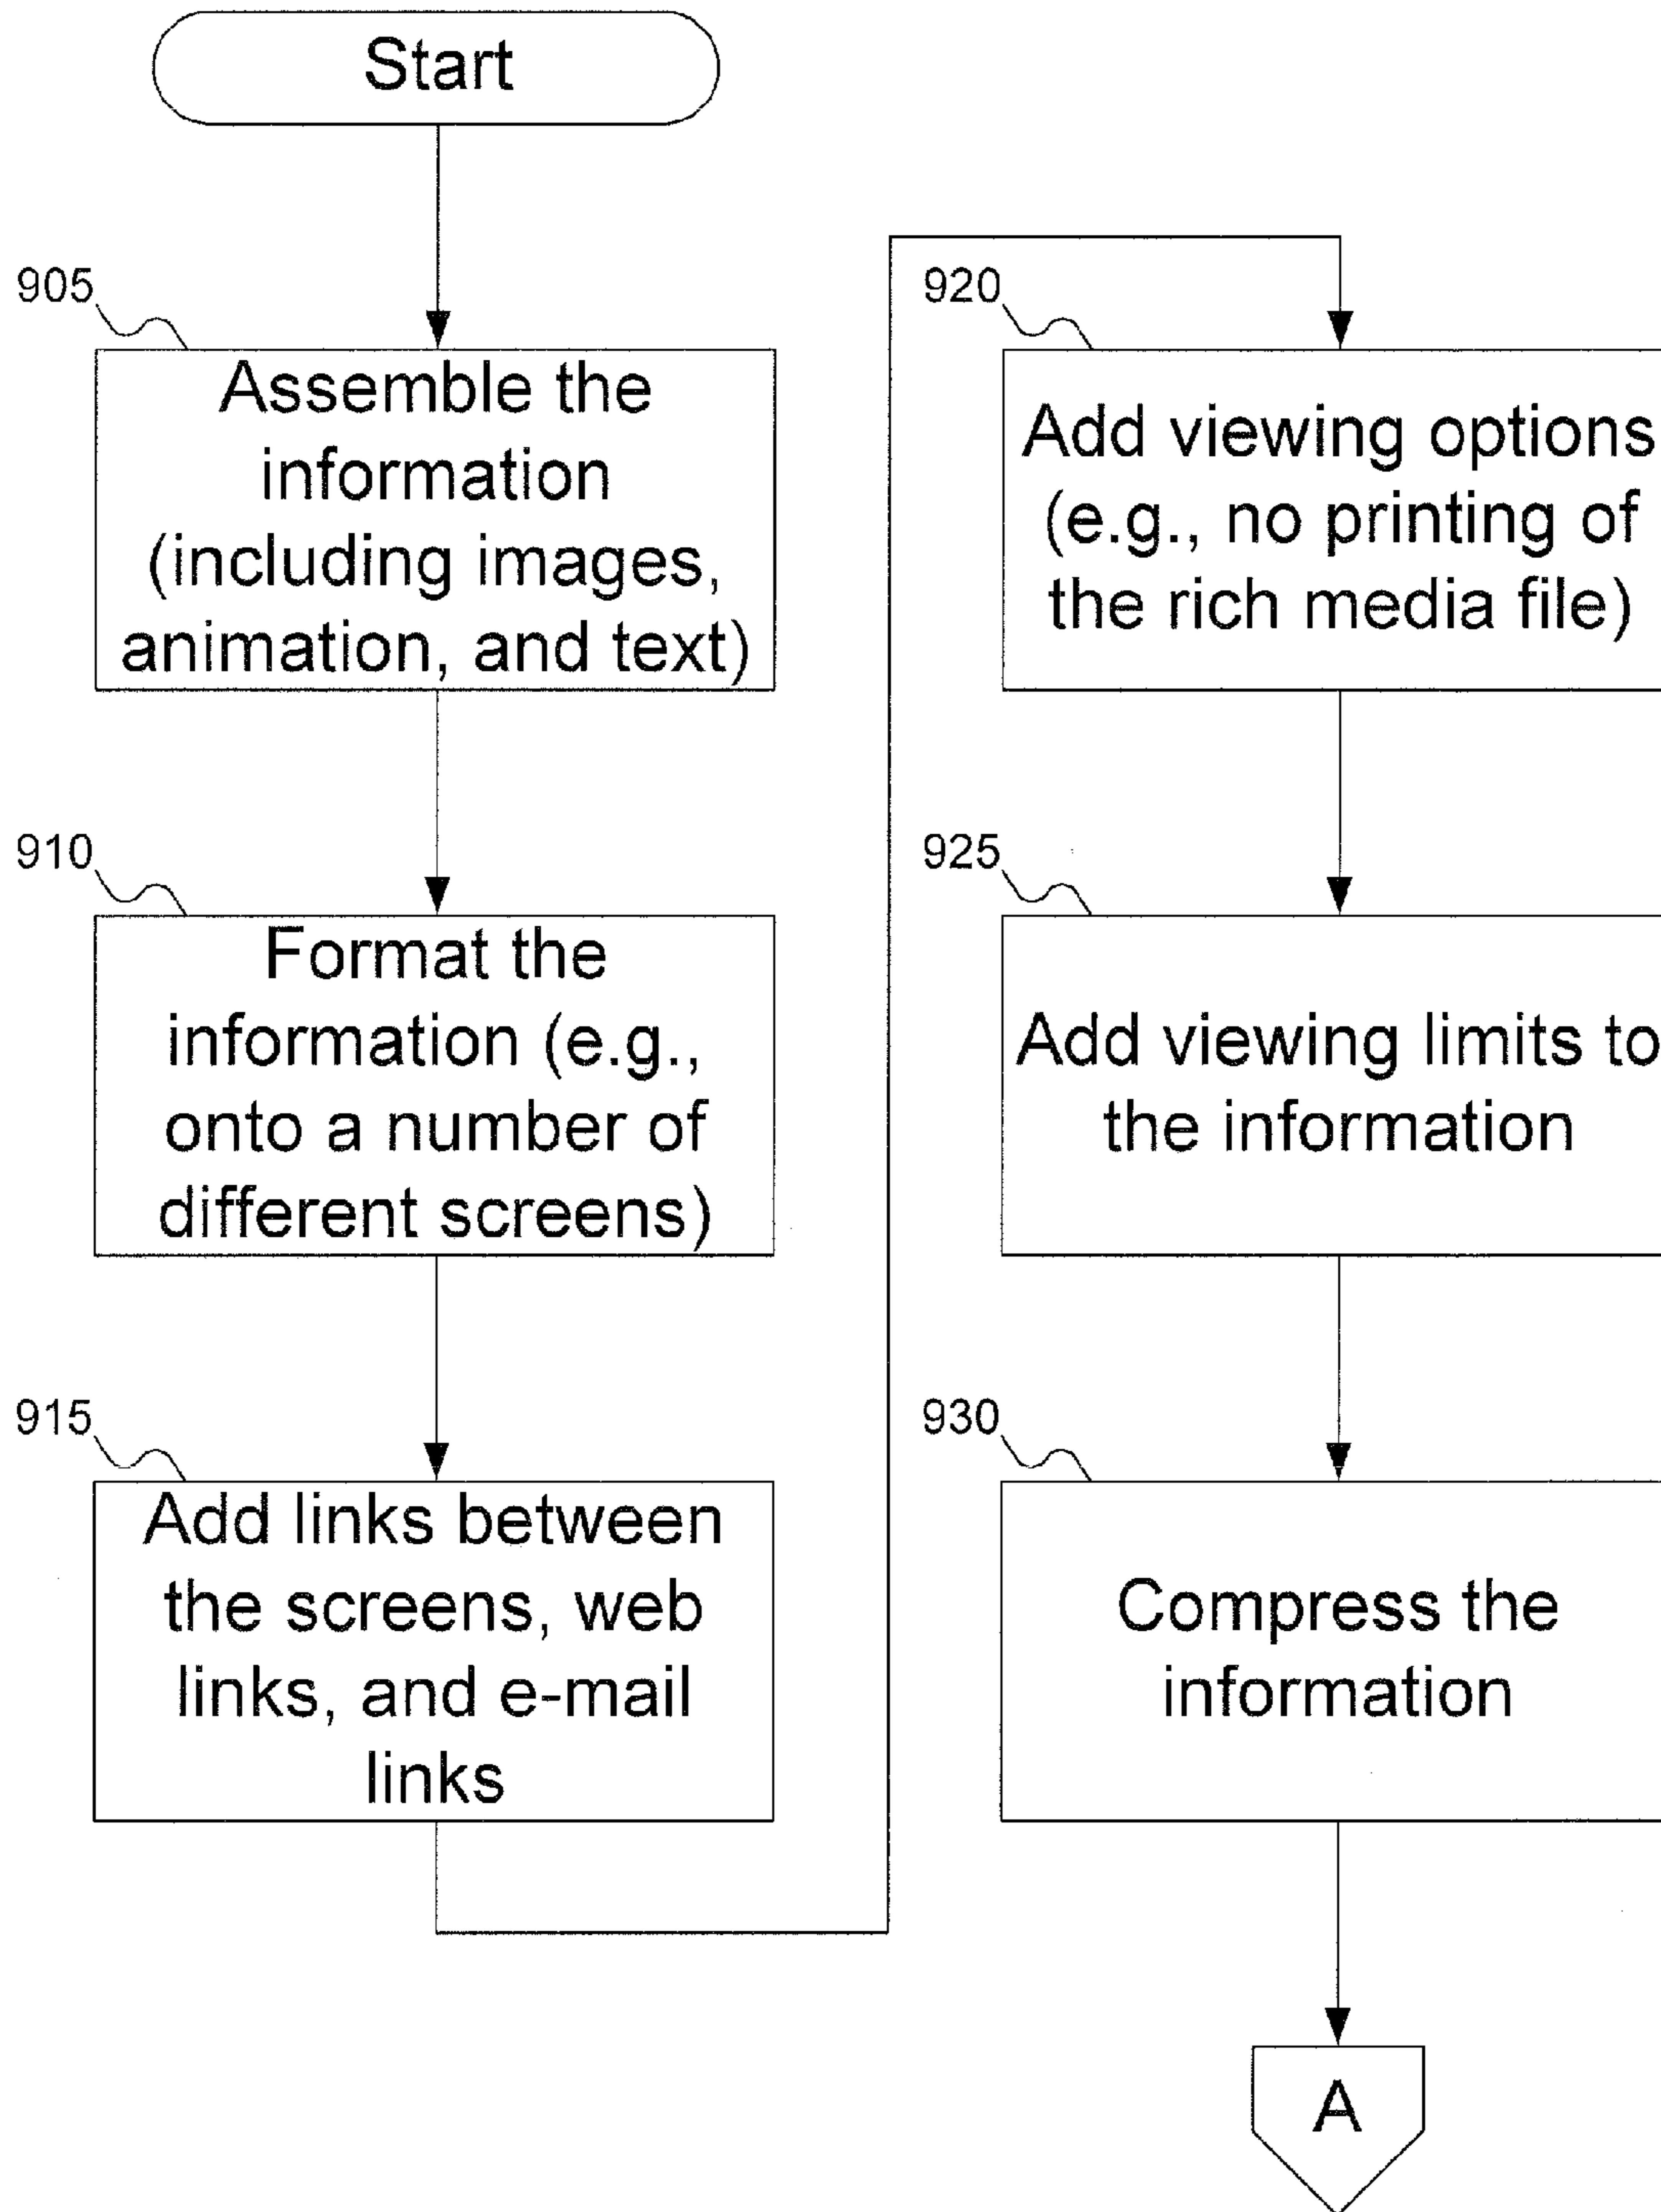 Start
905
Assemble the
information
(including images,
animation, and text)
910
Format the
information (e.g.,
onto a number of
different screens)
915
Add links between
the screens, web
links, and e-mail
links
920
Add viewing options
(e.g., no printing of
the rich media file)
925
Add viewing limits to
the information
930
Compress the
information
A